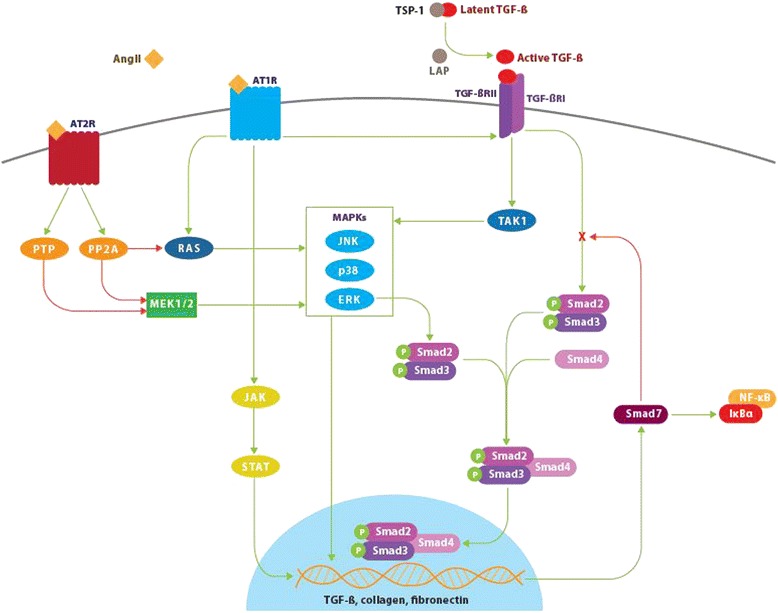 TSP-1 Latent TGF-ß
AngII
LAP
Active TGF-ß
AT1R
TGF-ßRII
TGF-ßRI
AT2R
MAPKs
JNK
p38
ERK
TAK1
PTP
PP2A
RAS
X
MEK1/2
P Smad2
P Smad3
P Smad2
P Smad3
Smad4
JAK
Smad7
NF-κB
IκBα
STAT
P Smad2
P Smad3
Smad4
P Smad2
P Smad3
Smad4
TGF-ß, collagen, fibronectin